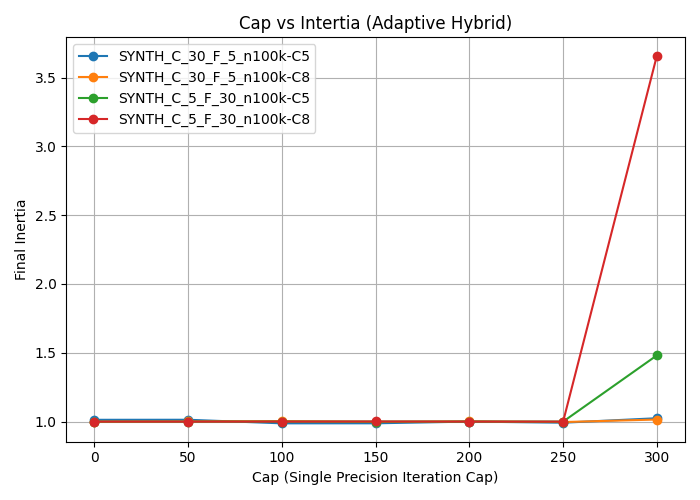 Cap vs Intertia (Adaptive Hybrid)
SYNTH_C_30_F_5_n100k-C5
SYNTH_C_30_F_5_n100k-C8
SYNTH_C_5_F_30_n100k-C5
SYNTH_C_5_F_30_n100k-C8
3.5
3.0
2.5
2.0
1.5
1.0
Final Inertia
0 50 100 150 200 250 300
Cap (Single Precision Iteration Cap)